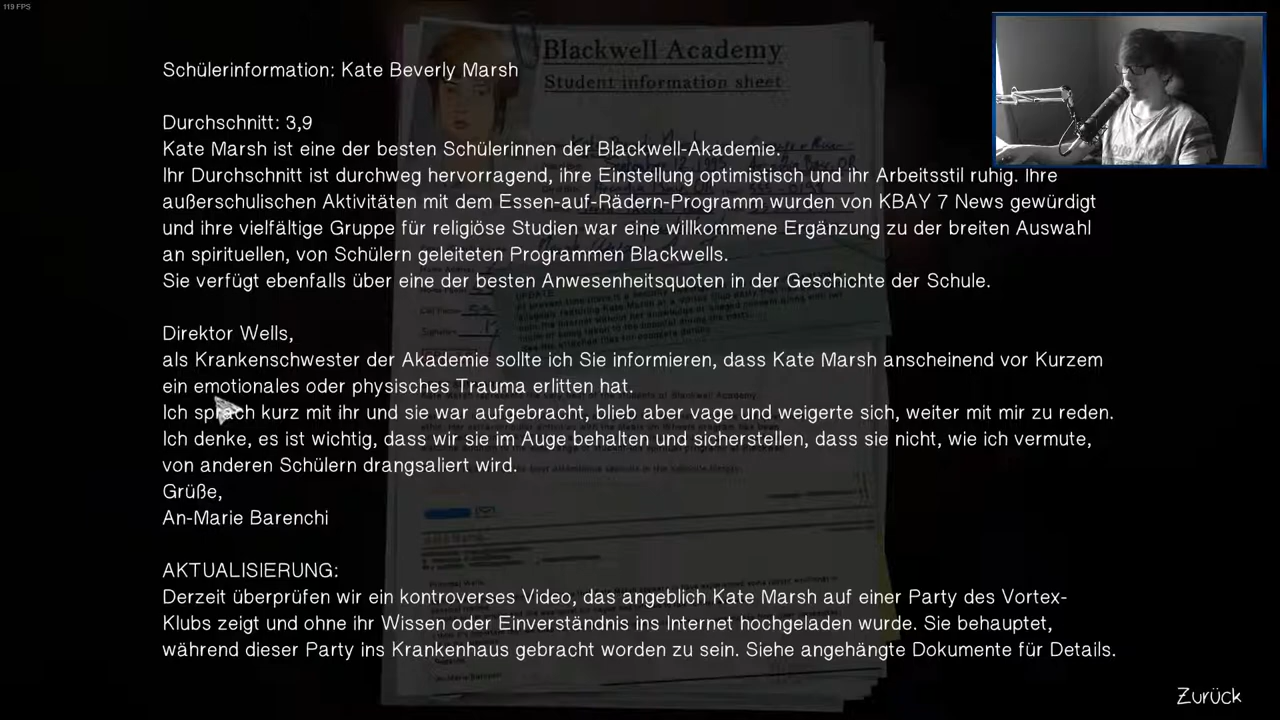 119 FPS
Blackwell Academy
Student information sheet
Schülerinformation: Kate Beverly Marsh
Durchschnitt: 3,9
Kate Marsh ist eine der besten Schülerinnen der Blackwell-Akademie.
Ihr Durchschnitt ist durchweg hervorragend, ihre Einstellung optimistisch und ihr Arbeitsstil ruhig. Ihre
außerschulischen Aktivitäten mit dem Essen-auf-Rädern-Programm wurden von KBAY 7 News gewürdigt
und ihre vielfältige Gruppe für religiöse Studien war eine willkommene Ergänzung zu der breiten Auswahl
an spirituellen, von Schülern geleiteten Programmen Blackwells.
Sie verfügt ebenfalls über eine der besten Anwesenheitsquoten in der Geschichte der Schule.
Direktor Wells,
als Krankenschwester der Akademie sollte ich Sie informieren, dass Kate Marsh anscheinend vor Kurzem
ein emotionales oder physisches Trauma erlitten hat.
Ich sprach kurz mit ihr und sie war aufgebracht, blieb aber vage und weigerte sich, weiter mit mir zu reden.
Ich denke, es ist wichtig, dass wir sie im Auge behalten und sicherstellen, dass sie nicht, wie ich vermute,
von anderen Schülern drangsaliert wird.
Grüße,
An-Marie Barenchi
AKTUALISIERUNG:
Derzeit überprüfen wir ein kontroverses Video, das angeblich Kate Marsh auf einer Party des Vortex-
Klubs zeigt und ohne ihr Wissen oder Einverständnis ins Internet hochgeladen wurde. Sie behauptet,
während dieser Party ins Krankenhaus gebracht worden zu sein. Siehe angehängte Dokumente für Details.
Zurück